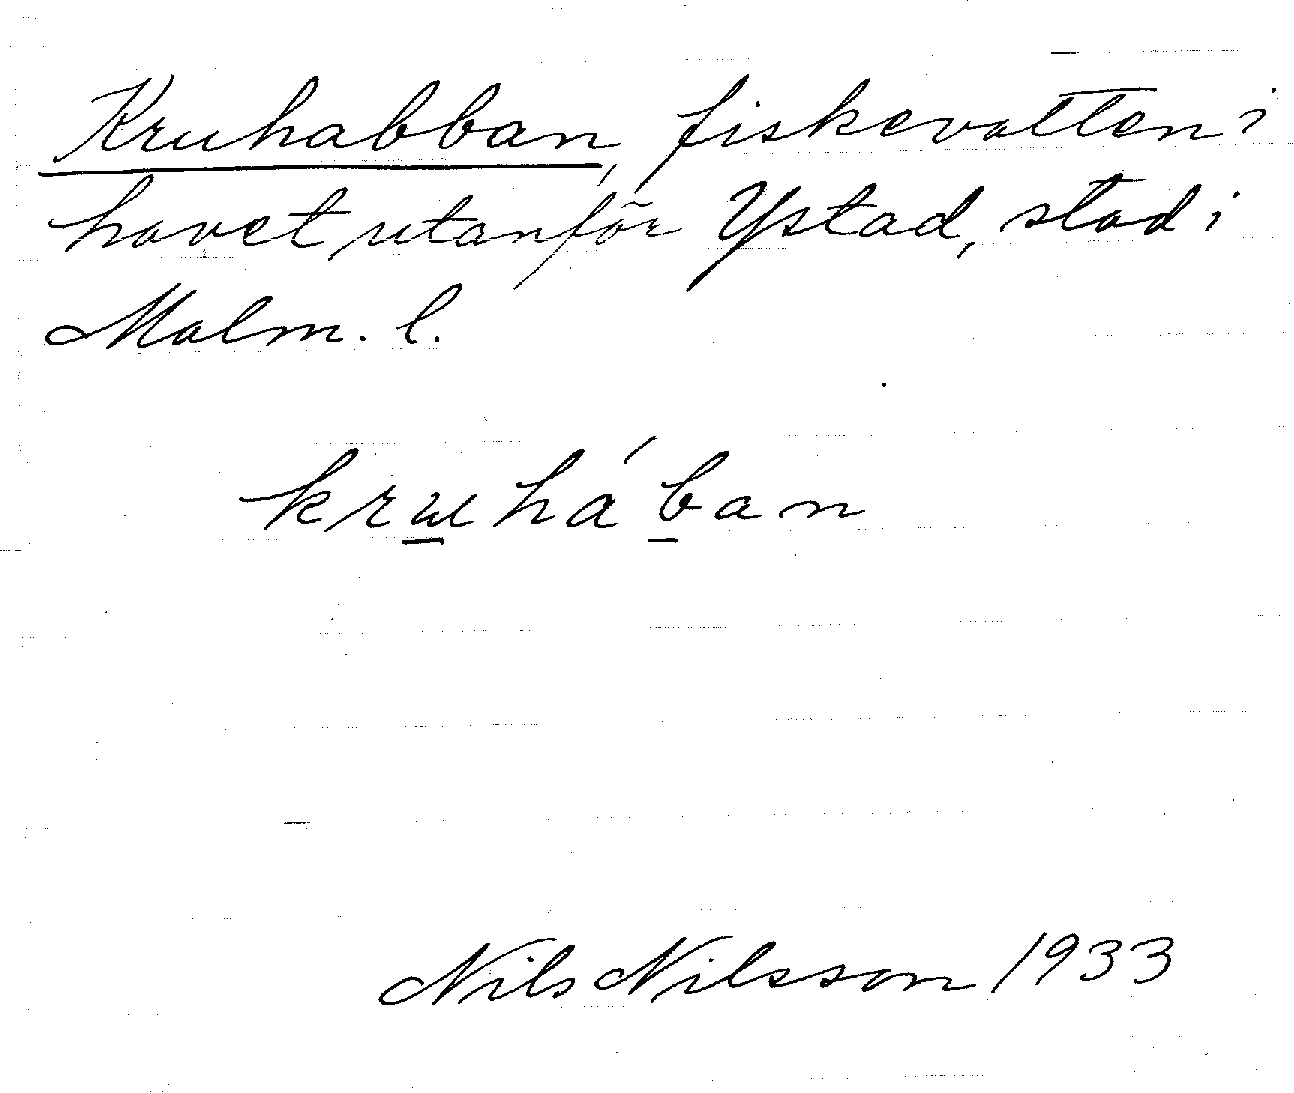 Kruhabban, fiskevatten i
havet utanför Ystad, stad i
Malm. l.
kruhá´ban
Nils Nilsson 1933